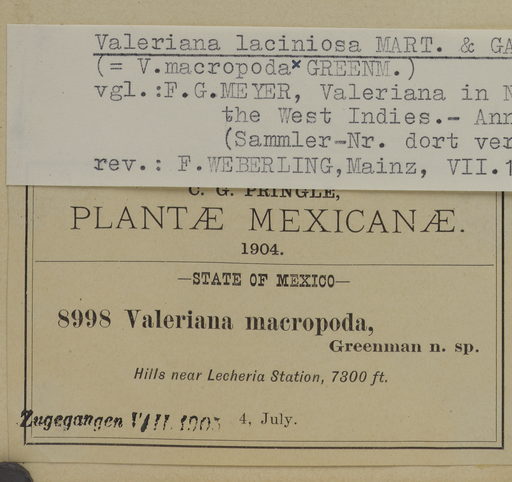 Valeriana laciniosa MART. & GA
(= V.macropoda x GREENM.)
vgl.:F.G.MEYER, Valeriana in N
the West Indies.- Ann
(Sammler-Nr. dort ver
rev.: F.WEBERLING,Mainz, VII.1
C. G. PRINGLE,
PLANTÆ MEXICANÆ.
1904.
—STATE OF MEXICO—
8998 Valeriana macropoda,
Greenman n. sp.
Hills near Lecheria Station, 7300 ft.
Zugegangen VIII. 4, July.